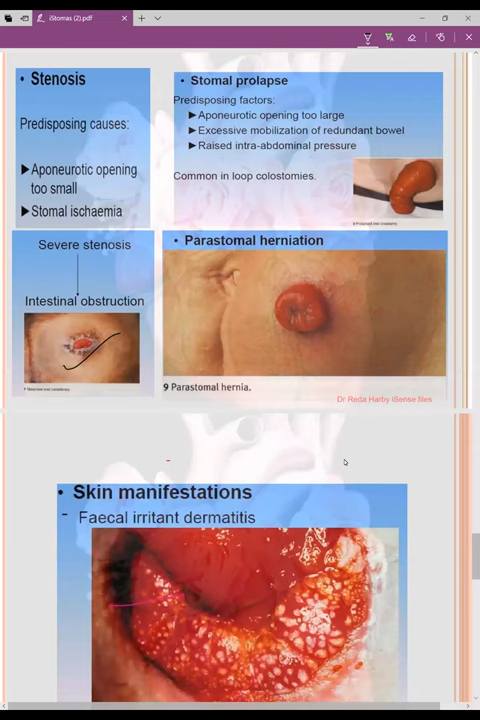 iStomas (2).pdf
• Stenosis
Predisposing causes:
►Aponeurotic opening
too small
►Stomal ischaemia
• Stomal prolapse
Predisposing factors:
►Aponeurotic opening too large
►Excessive mobilization of redundant bowel
►Raised intra-abdominal pressure
Common in loop colostomies.
Severe stenosis
Intestinal obstruction
• Parastomal herniation
9 Parastomal hernia.
Dr Reda Harby iSense files
• Skin manifestations
- Faecal irritant dermatitis